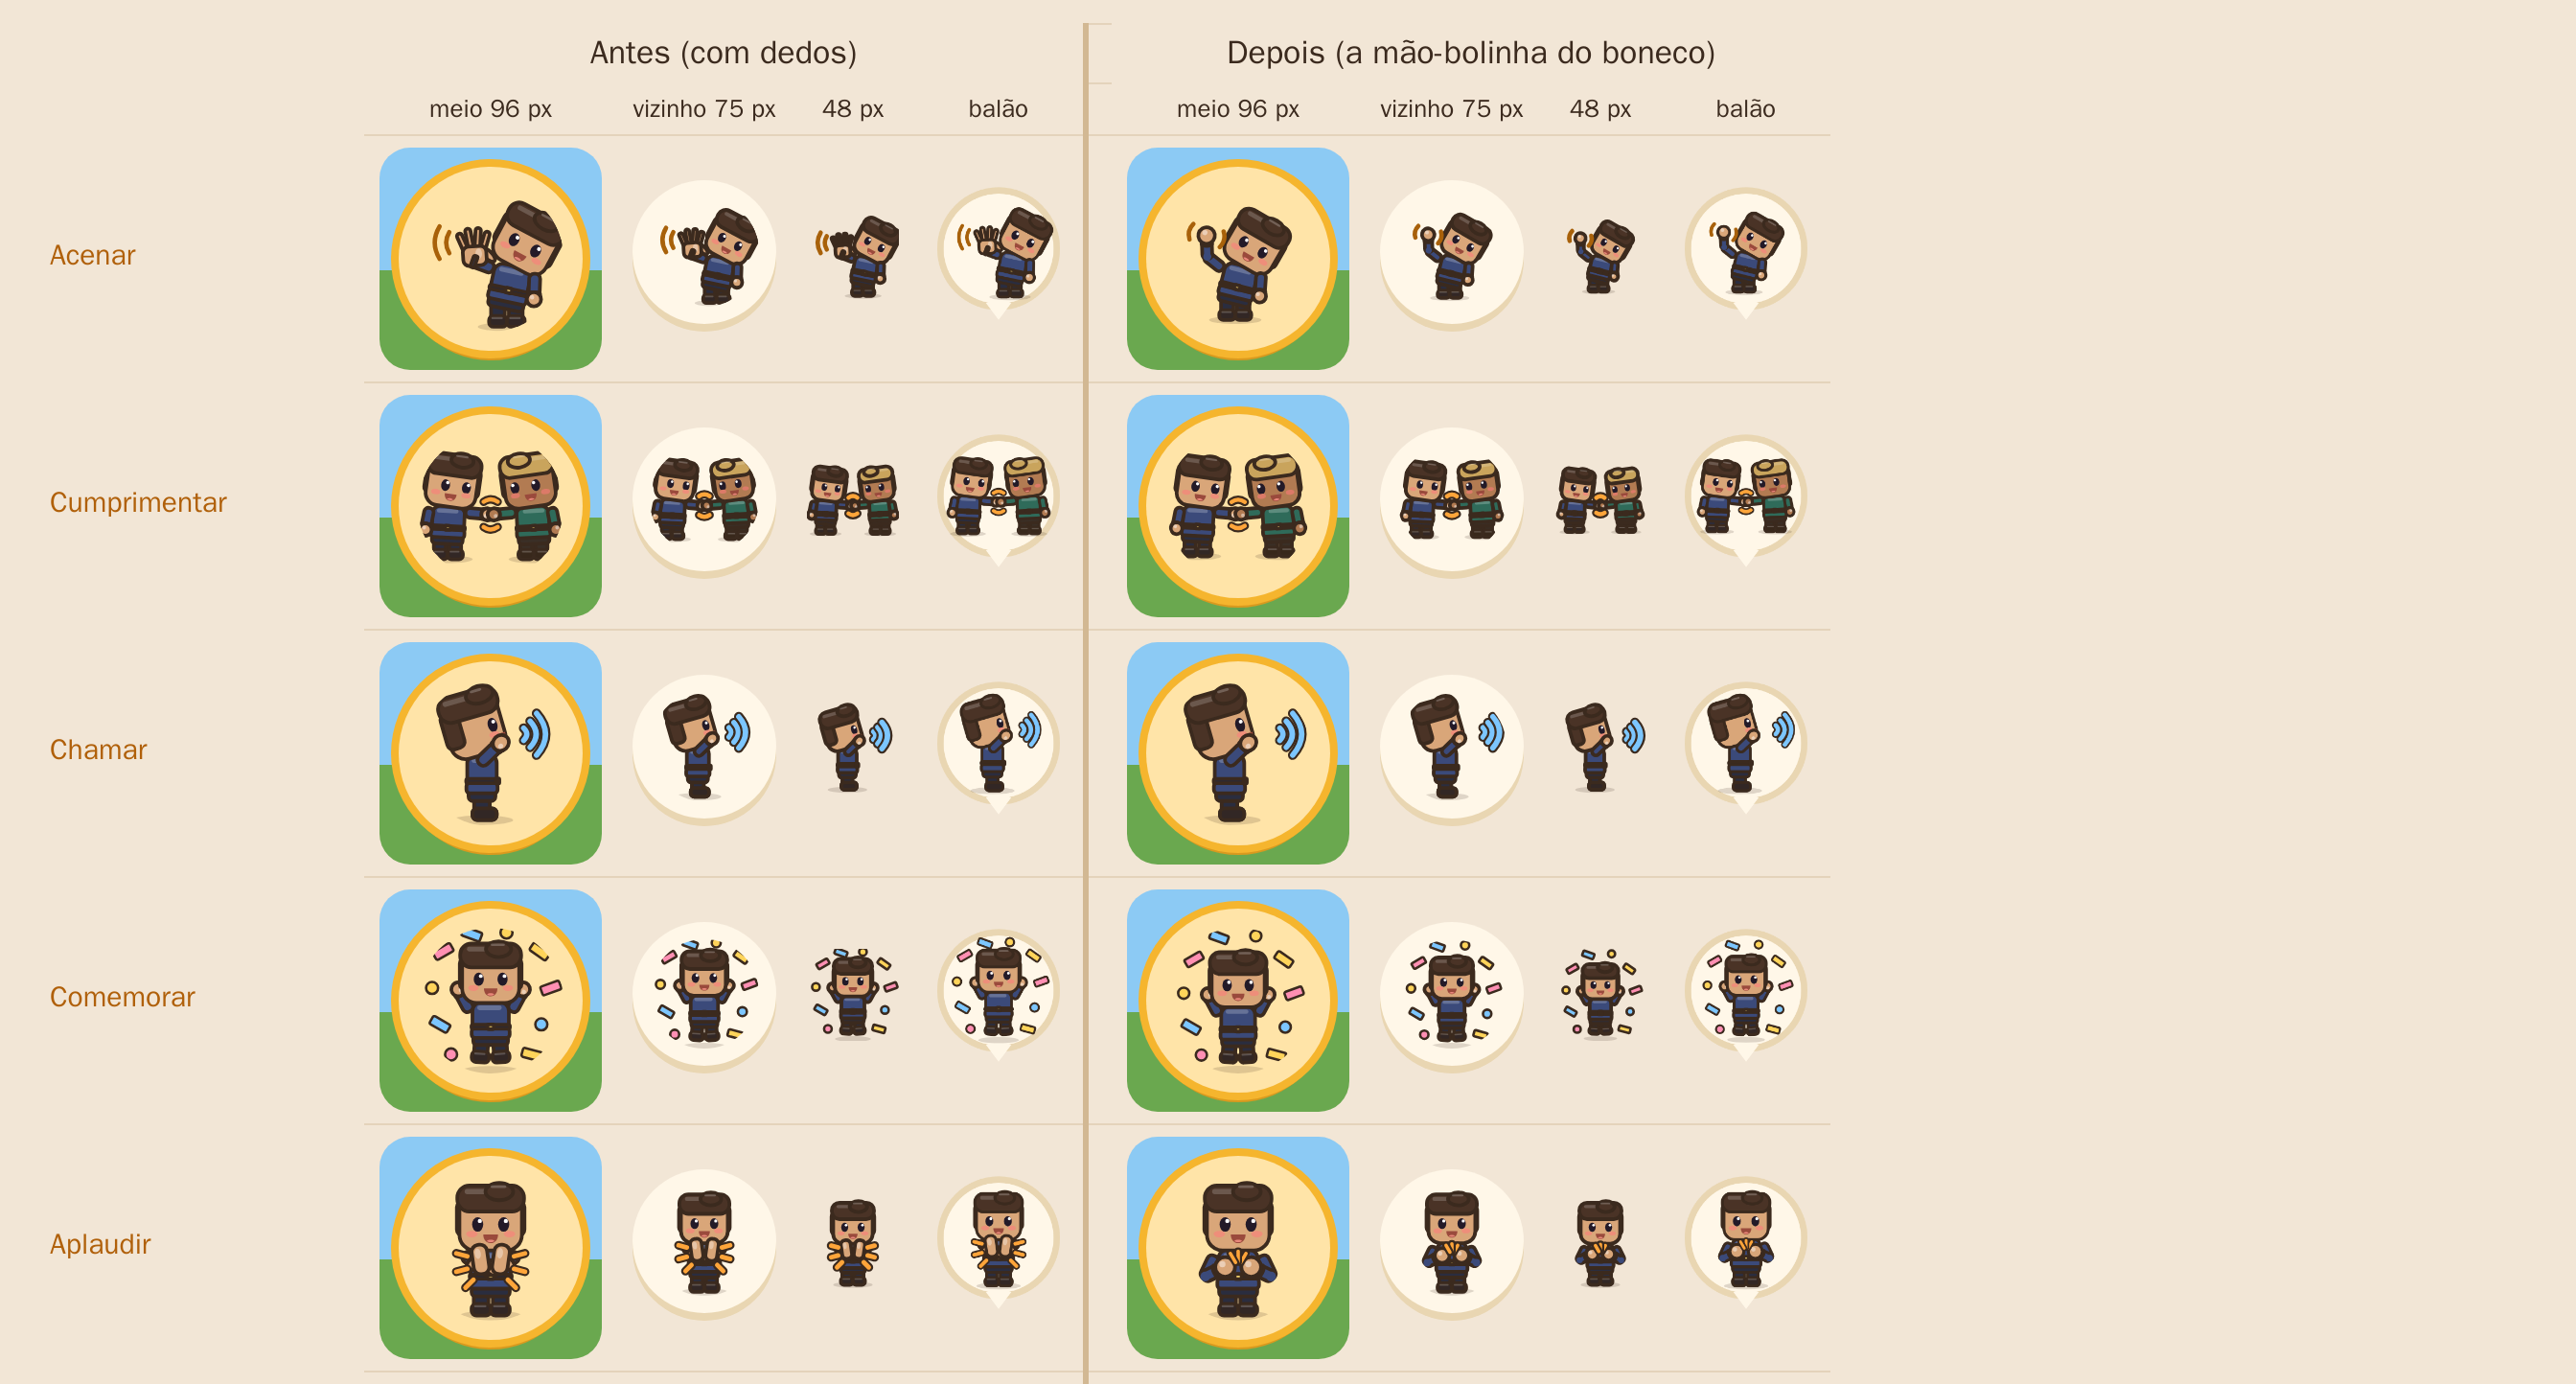 Antes (com dedos) Depois (a mão-bolinha do boneco)
meio 96 px vizinho 75 px 48 px balão meio 96 px vizinho 75 px 48 px balão
Acenar
Cumprimentar
Chamar
Comemorar
Aplaudir